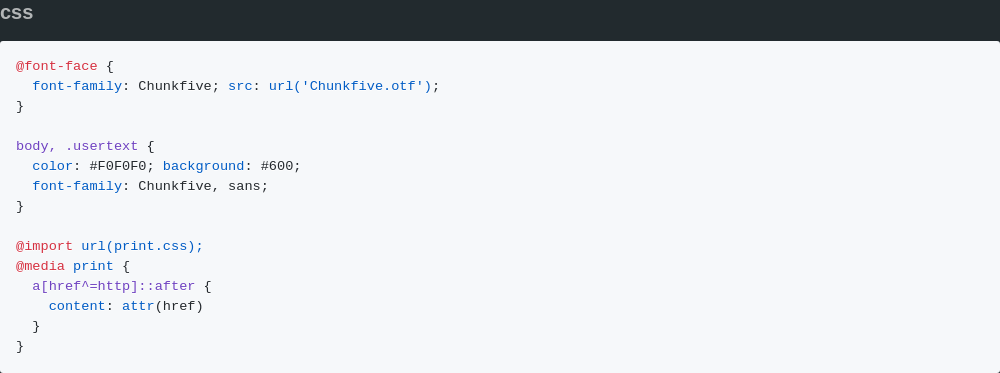 css
@font-face {
  font-family: Chunkfive; src: url('Chunkfive.otf');
}

body, .usertext {
  color: #F0F0F0; background: #600;
  font-family: Chunkfive, sans;
}

@import url(print.css);
@media print {
  a[href^=http]::after {
    content: attr(href)
  }
}